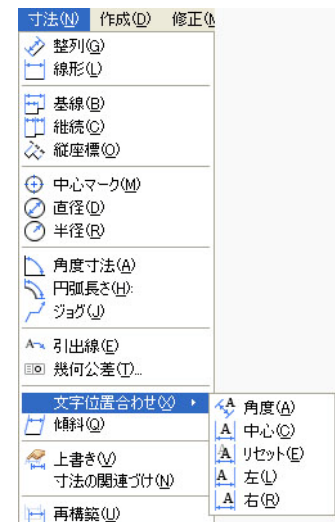 寸法(N) 作成(D) 修正(M
整列(G)
線形(L)
基線(B)
継続(C)
縦座標(O)
中心マーク(M)
直径(D)
半径(R)
角度寸法(A)
円弧長さ(H):
ジョグ(J)
引出線(E)
幾何公差(T)...
文字位置合わせ(X)
角度(A)
中心(C)
リセット(E)
左(L)
右(R)
傾斜(Q)
上書き(V)
寸法の関連づけ(N)
再構築(U)